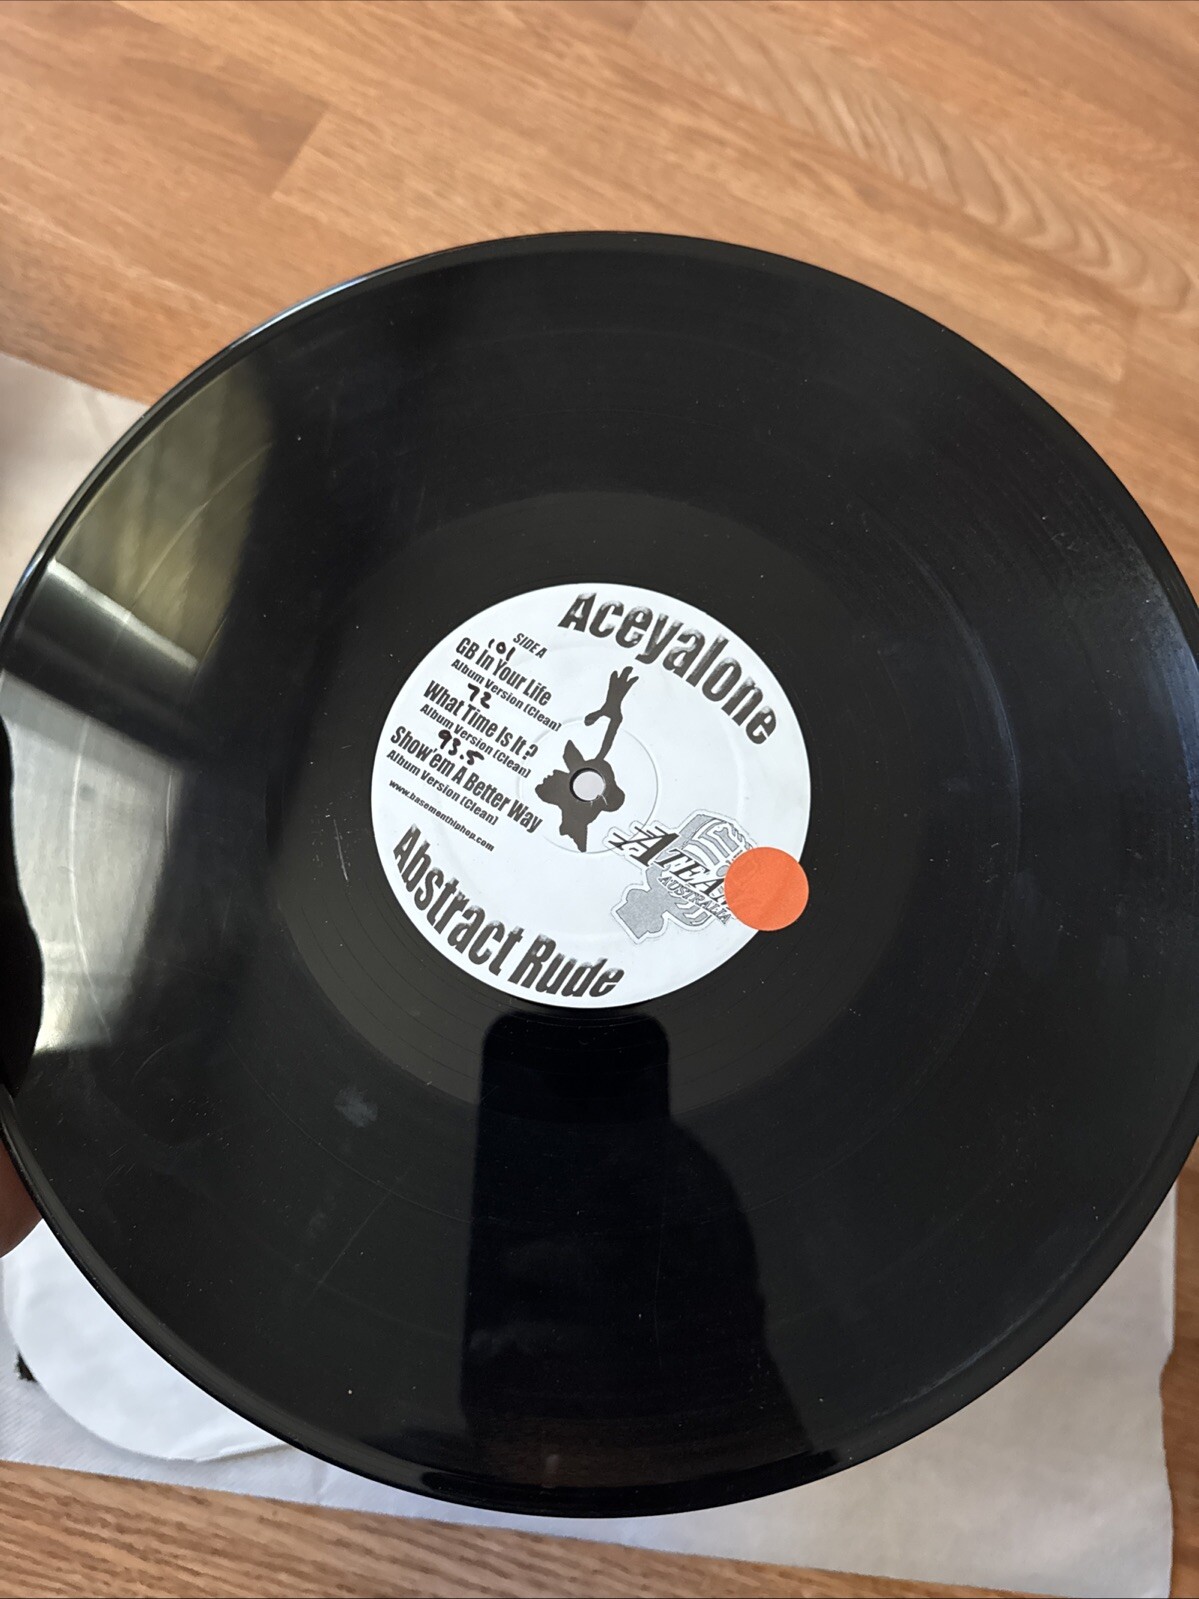 Aceyalone
SIDE A
101
GB In Your Life
Album Version (Clean)
72
What Time Is It?
Album Version (Clean)
93.5
Show'em A Better Way
Album Version (Clean)
www.basementhiphop.com
A TEA
AUSTRALIA
Abstract Rude